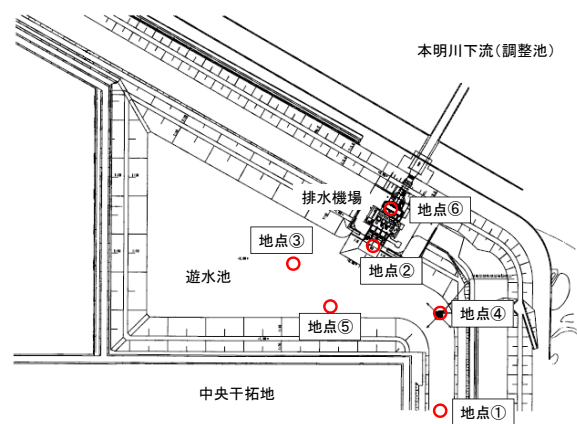 本明川下流(調整池)
排水機場
地点⑥
地点③
地点②
遊水池
地点④
地点⑤
中央干拓地
地点①